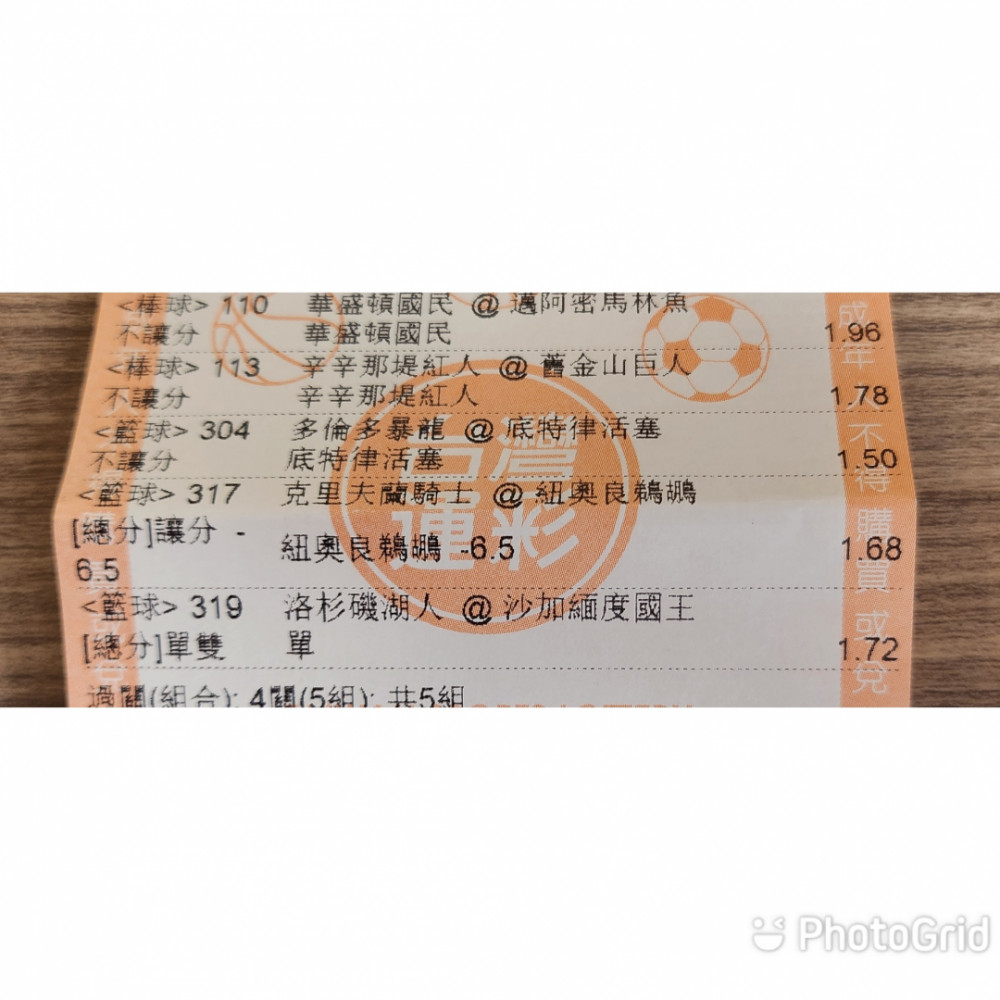 <棒球> 110 華盛頓國民 @ 邁阿密馬林魚
不讓分 華盛頓國民 1.96
<棒球> 113 辛辛那堤紅人 @ 舊金山巨人
不讓分 辛辛那堤紅人 1.78
<籃球> 304 多倫多暴龍 @ 底特律活塞
不讓分 底特律活塞 1.50
<籃球> 317 克里夫蘭騎士 @ 紐奧良鵜鶘
[總分]讓分 - 紐奧良鵜鶘 -6.5 1.68
6.5
<籃球> 319 洛杉磯湖人 @ 沙加緬度國王
[總分]單雙 單 1.72
過關(組合): 4關(5組): 共5組
台灣
運彩
成年人不得購買或兌
PhotoGrid